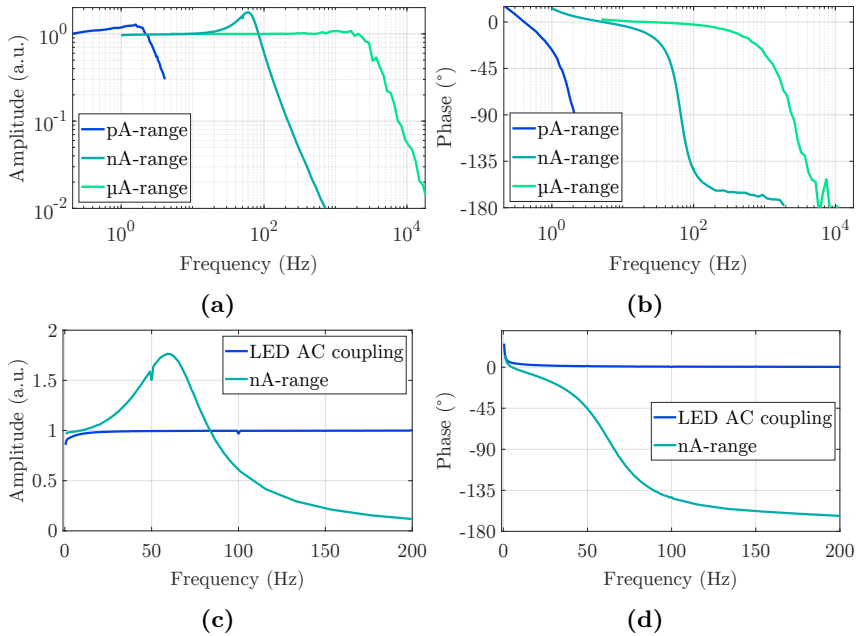 Amplitude (a.u.)
10^0
10^-1
10^-2
pA-range
nA-range
µA-range
10^0
10^2
10^4
Frequency (Hz)
(a)
Phase (°)
0
-45
-90
-135
-180
pA-range
nA-range
µA-range
10^0
10^2
10^4
Frequency (Hz)
(b)
Amplitude (a.u.)
2
1.5
1
0.5
0
LED AC coupling
nA-range
0
50
100
150
200
Frequency (Hz)
(c)
Phase (°)
0
-45
-90
-135
-180
LED AC coupling
nA-range
0
50
100
150
200
Frequency (Hz)
(d)